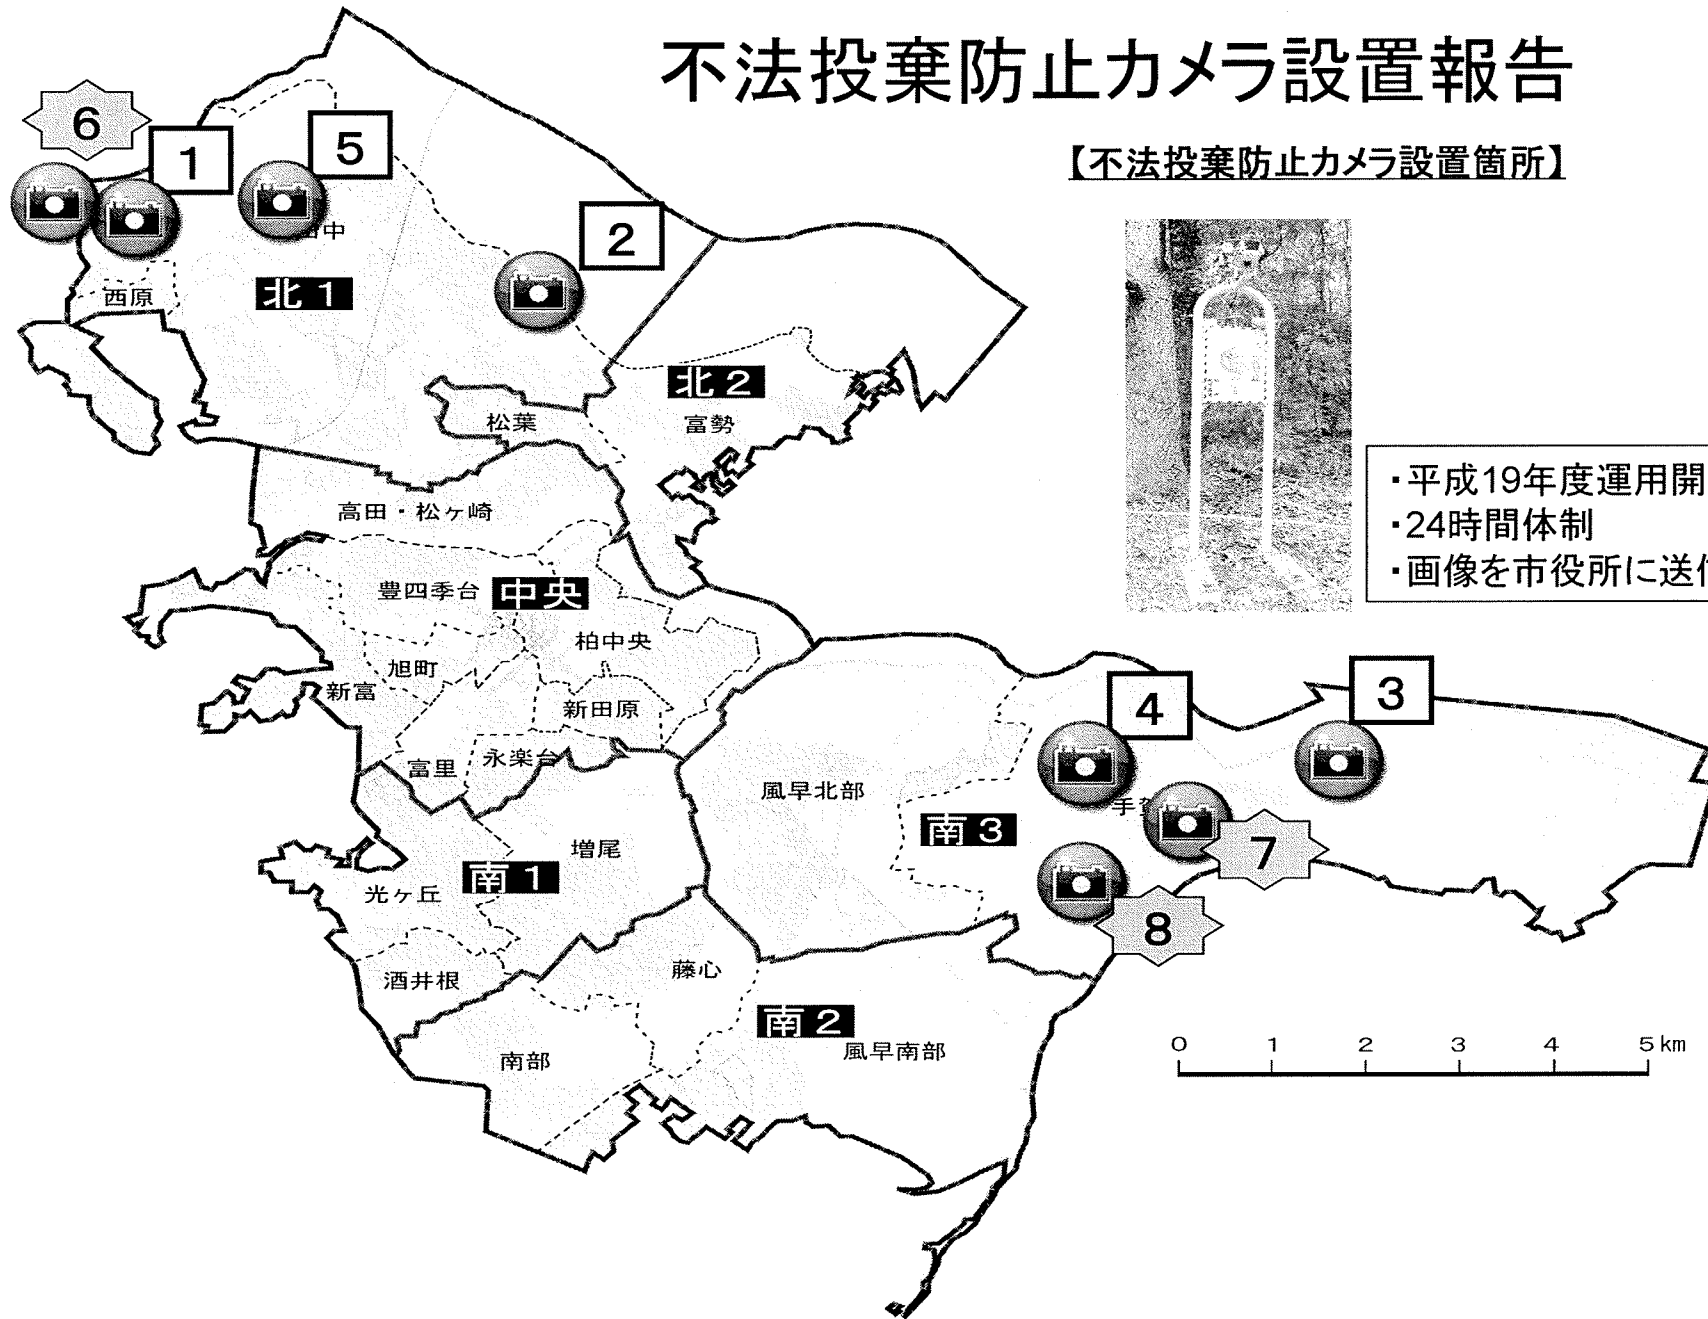 不法投棄防止カメラ設置報告
【不法投棄防止カメラ設置箇所】
6
1
5
2
中
西原
北1
北2
松葉
富勢
・平成19年度運用開
・24時間体制
・画像を市役所に送
高田・松ヶ崎
豊四季台
中央
柏中央
旭町
新富
新田原
富里
永楽台
4
3
風早北部
手
南3
7
増尾
南1
光ヶ丘
8
酒井根
藤心
南2
南部
風早南部
0 1 2 3 4 5km